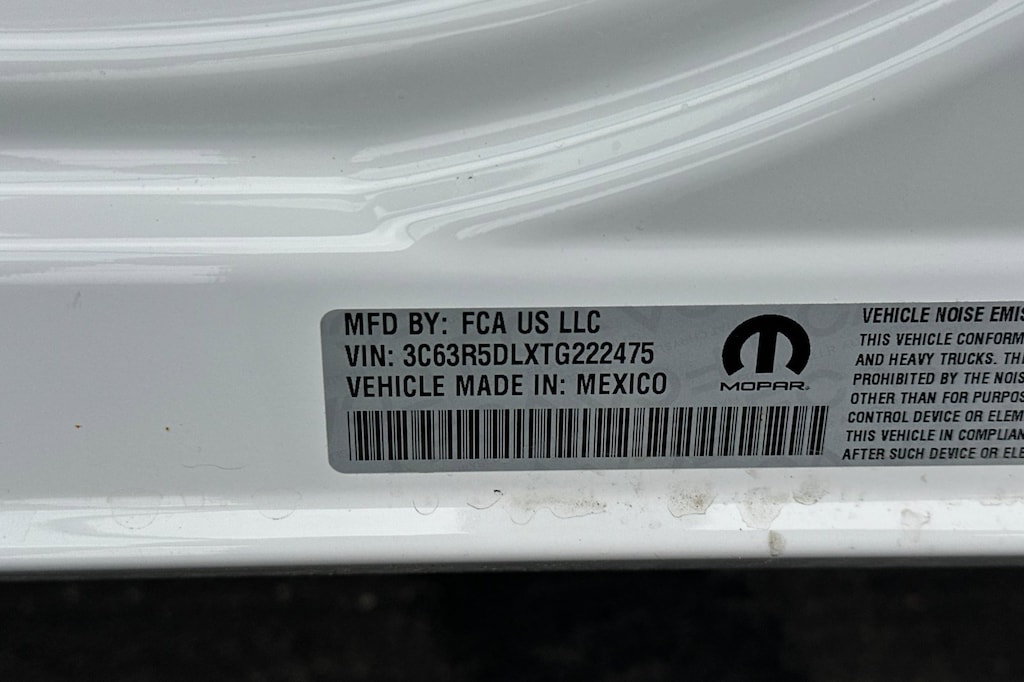 MFD BY: FCA US LLC
VIN: 3C63R5DLXTG222475
VEHICLE MADE IN: MEXICO
MOPAR
VEHICLE NOISE EMIS
THIS VEHICLE CONFORM
AND HEAVY TRUCKS. TH
PROHIBITED BY THE NOIS
OTHER THAN FOR PURPOS
CONTROL DEVICE OR ELEM
THIS VEHICLE IN COMPLIAN
AFTER SUCH DEVICE OR ELE